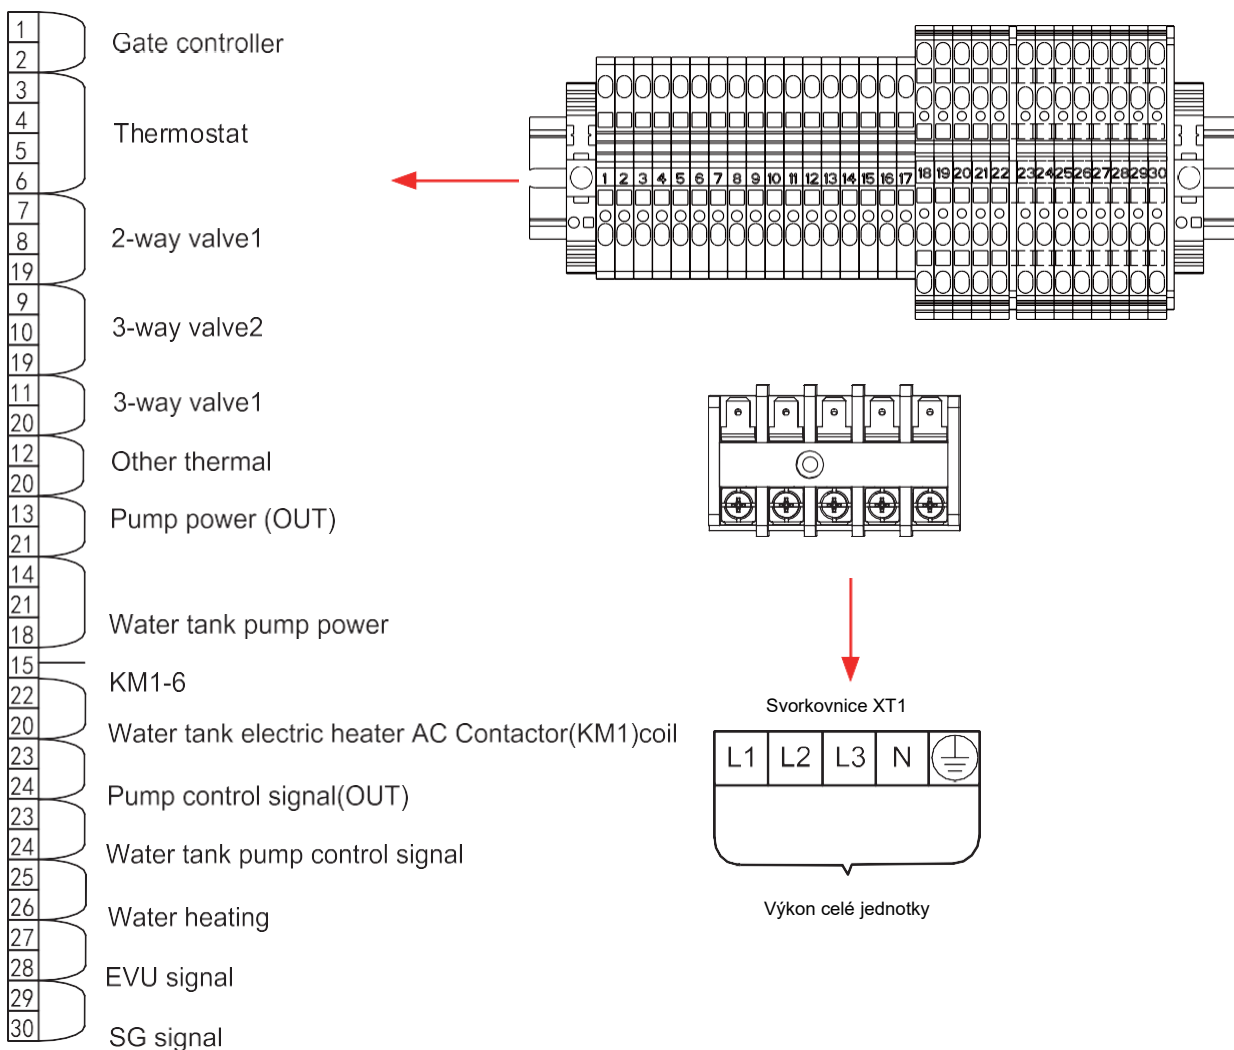 1
2
Gate controller
3
4
5
6
Thermostat
7
8
19
2-way valve1
9
10
19
3-way valve2
11
20
3-way valve1
12
20
Other thermal
13
21
Pump power (OUT)
14
21
18
Water tank pump power
15
KM1-6
22
20
Water tank electric heater AC Contactor(KM1)coil
23
24
Pump control signal(OUT)
23
24
Water tank pump control signal
25
26
Water heating
27
28
EVU signal
29
30
SG signal
1 2 3 4 5 6 7 8 9 10 11 12 13 14 15 16 17 18 19 20 21 22 23 24 25 26 27 28 29 30
Svorkovnice XT1
L1 L2 L3 N
Výkon celé jednotky